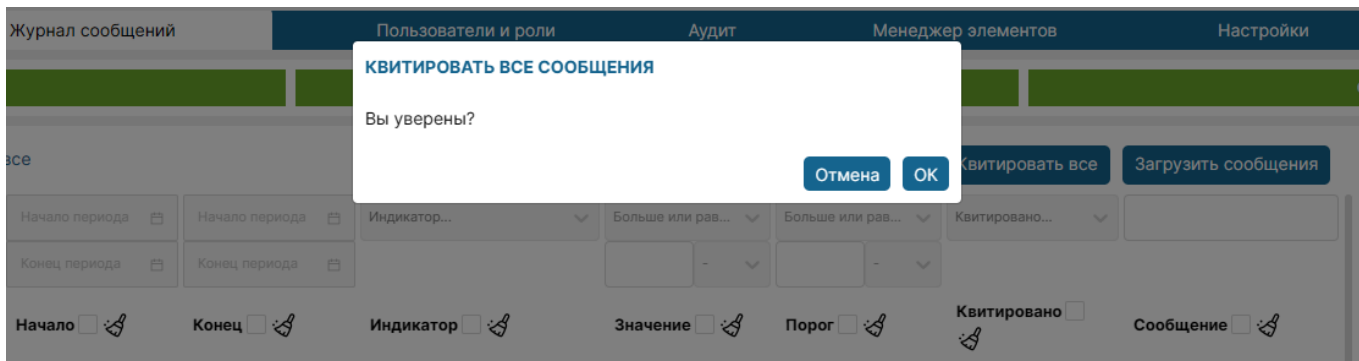 Журнал сообщений
Пользователи и роли
Аудит
Менеджер элементов
Настройки
КВИТИРОВАТЬ ВСЕ СООБЩЕНИЯ
Вы уверены?
Отмена
ОК
все
Квитировать все
Загрузить сообщения
Начало периода
Начало периода
Индикатор...
Больше или рав...
Больше или рав...
Квитировано...
Конец периода
Конец периода
-
-
Начало
Конец
Индикатор
Значение
Порог
Квитировано
Сообщение